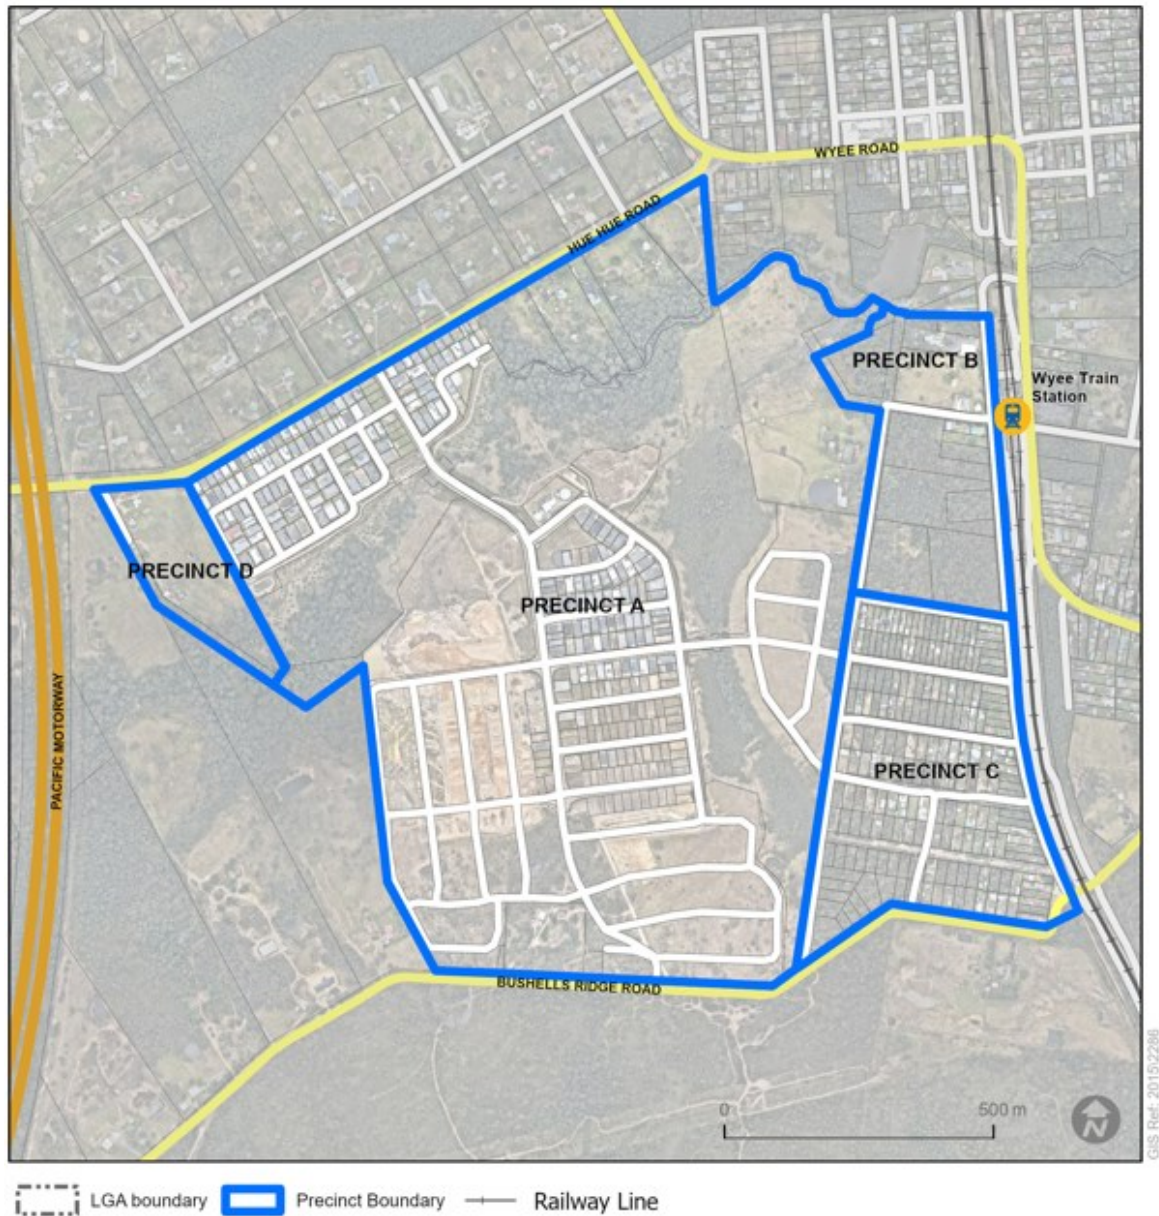 WYEE ROAD
HUE HUE ROAD
PRECINCT B
Wyee Train
Station
PRECINCT D
PRECINCT A
PACIFIC MOTORWAY
PRECINCT C
BUSHELLS RIDGE ROAD
0
500 m
N
GIS Ref: 2015\2286
LGA boundary
Precinct Boundary
Railway Line